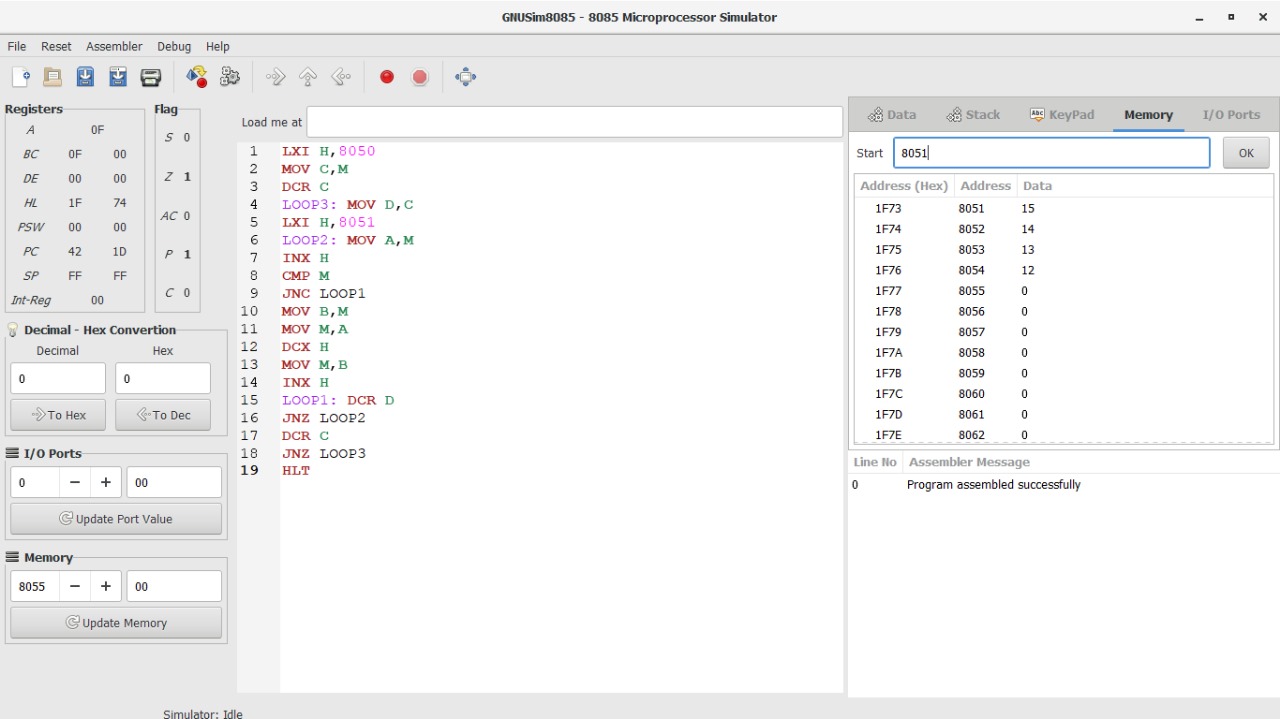 GNUSim8085 - 8085 Microprocessor Simulator
File Reset Assembler Debug Help
Registers
A 0F
BC 0F 00
DE 00 00
HL 1F 74
PSW 00 00
PC 42 1D
SP FF FF
Int-Reg 00
Flag
S 0
Z 1
AC 0
P 1
C 0
Decimal - Hex Convertion
Decimal Hex
0 0
To Hex To Dec
I/O Ports
0 − + 00
Update Port Value
Memory
8055 − + 00
Update Memory
Load me at
1 LXI H,8050
2 MOV C,M
3 DCR C
4 LOOP3: MOV D,C
5 LXI H,8051
6 LOOP2: MOV A,M
7 INX H
8 CMP M
9 JNC LOOP1
10 MOV B,M
11 MOV M,A
12 DCX H
13 MOV M,B
14 INX H
15 LOOP1: DCR D
16 JNZ LOOP2
17 DCR C
18 JNZ LOOP3
19 HLT
Data Stack Abc KeyPad Memory I/O Ports
Start 8051 OK
Address (Hex) Address Data
1F73 8051 15
1F74 8052 14
1F75 8053 13
1F76 8054 12
1F77 8055 0
1F78 8056 0
1F79 8057 0
1F7A 8058 0
1F7B 8059 0
1F7C 8060 0
1F7D 8061 0
1F7E 8062 0
Line No Assembler Message
0 Program assembled successfully
Simulator: Idle